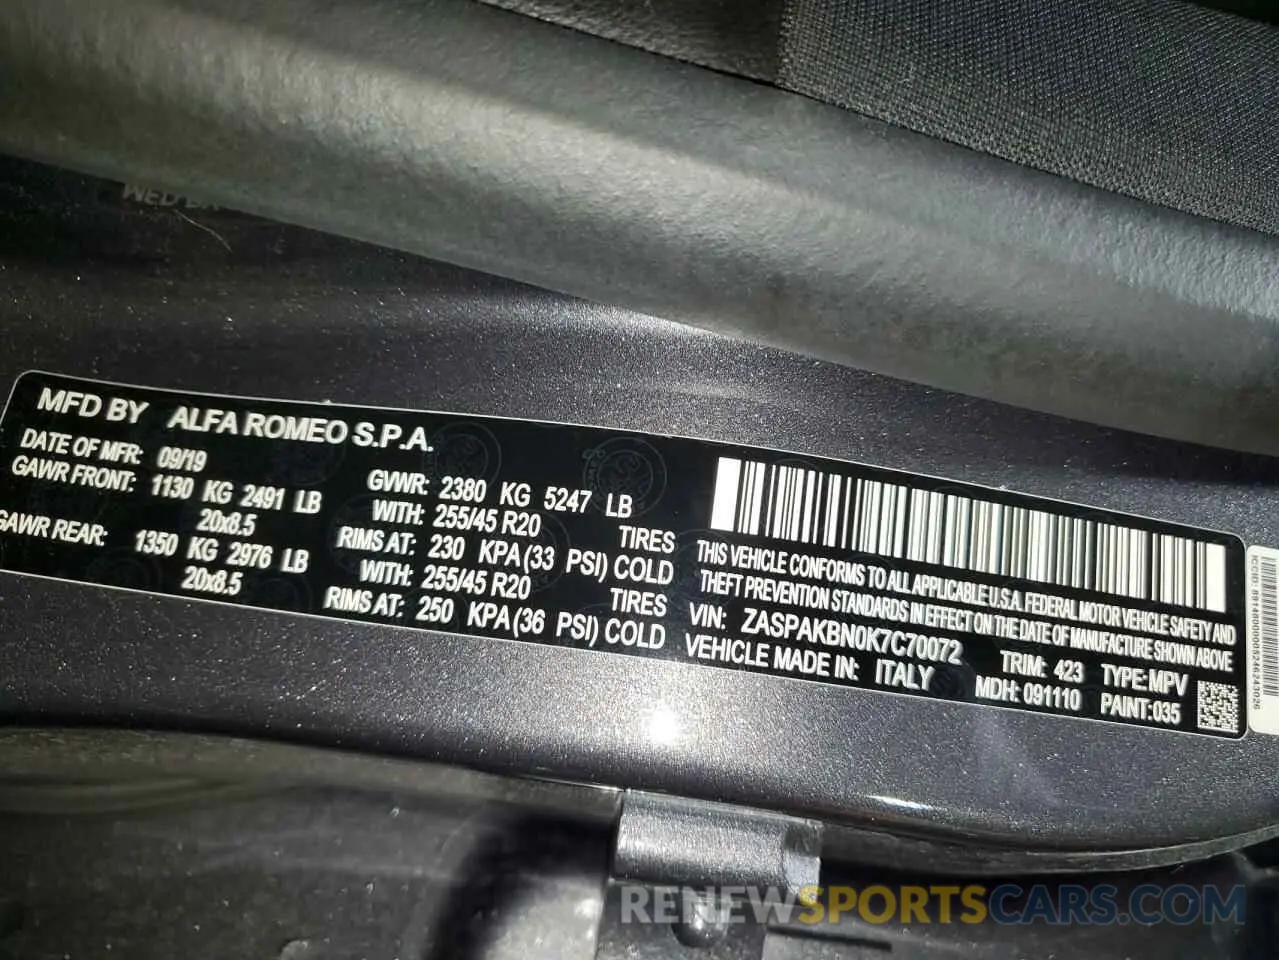 MFD BY ALFA ROMEO S.P.A.
DATE OF MFR: 09/19 GVWR: 2380 KG 5247 LB
GAWR FRONT: 1130 KG 2491 LB WITH: 255/45 R20 TIRES
20x8.5 RIMS AT: 230 KPA (33 PSI) COLD
GAWR REAR: 1350 KG 2976 LB WITH: 255/45 R20 TIRES
20x8.5 RIMS AT: 250 KPA (36 PSI) COLD
THIS VEHICLE CONFORMS TO ALL APPLICABLE U.S.A. FEDERAL MOTOR VEHICLE SAFETY AND
THEFT PREVENTION STANDARDS IN EFFECT ON THE DATE OF MANUFACTURE SHOWN ABOVE
VIN: ZASPAKBN0K7C70072 TRIM: 423 TYPE: MPV
VEHICLE MADE IN: ITALY MDH: 091110 PAINT: 035
RENEWSPORTSCARS.COM